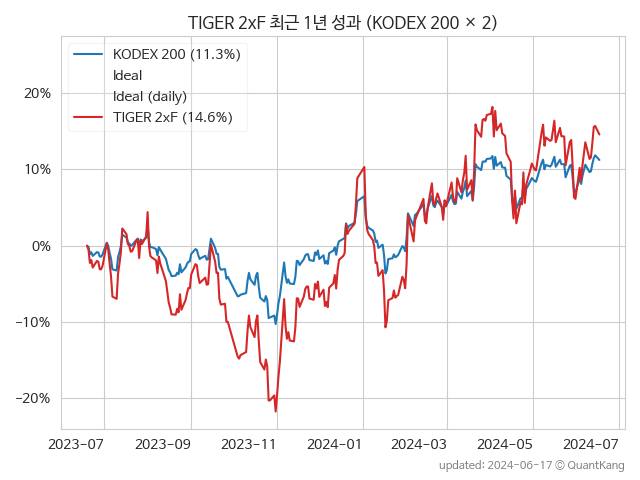 TIGER 2xF 최근 1년 성과 (KODEX 200 × 2)
KODEX 200 (11.3%)
Ideal
Ideal (daily)
TIGER 2xF (14.6%)
20%
10%
0%
−10%
−20%
2023-07 2023-09 2023-11 2024-01 2024-03 2024-05 2024-07
updated: 2024-06-17 © QuantKang